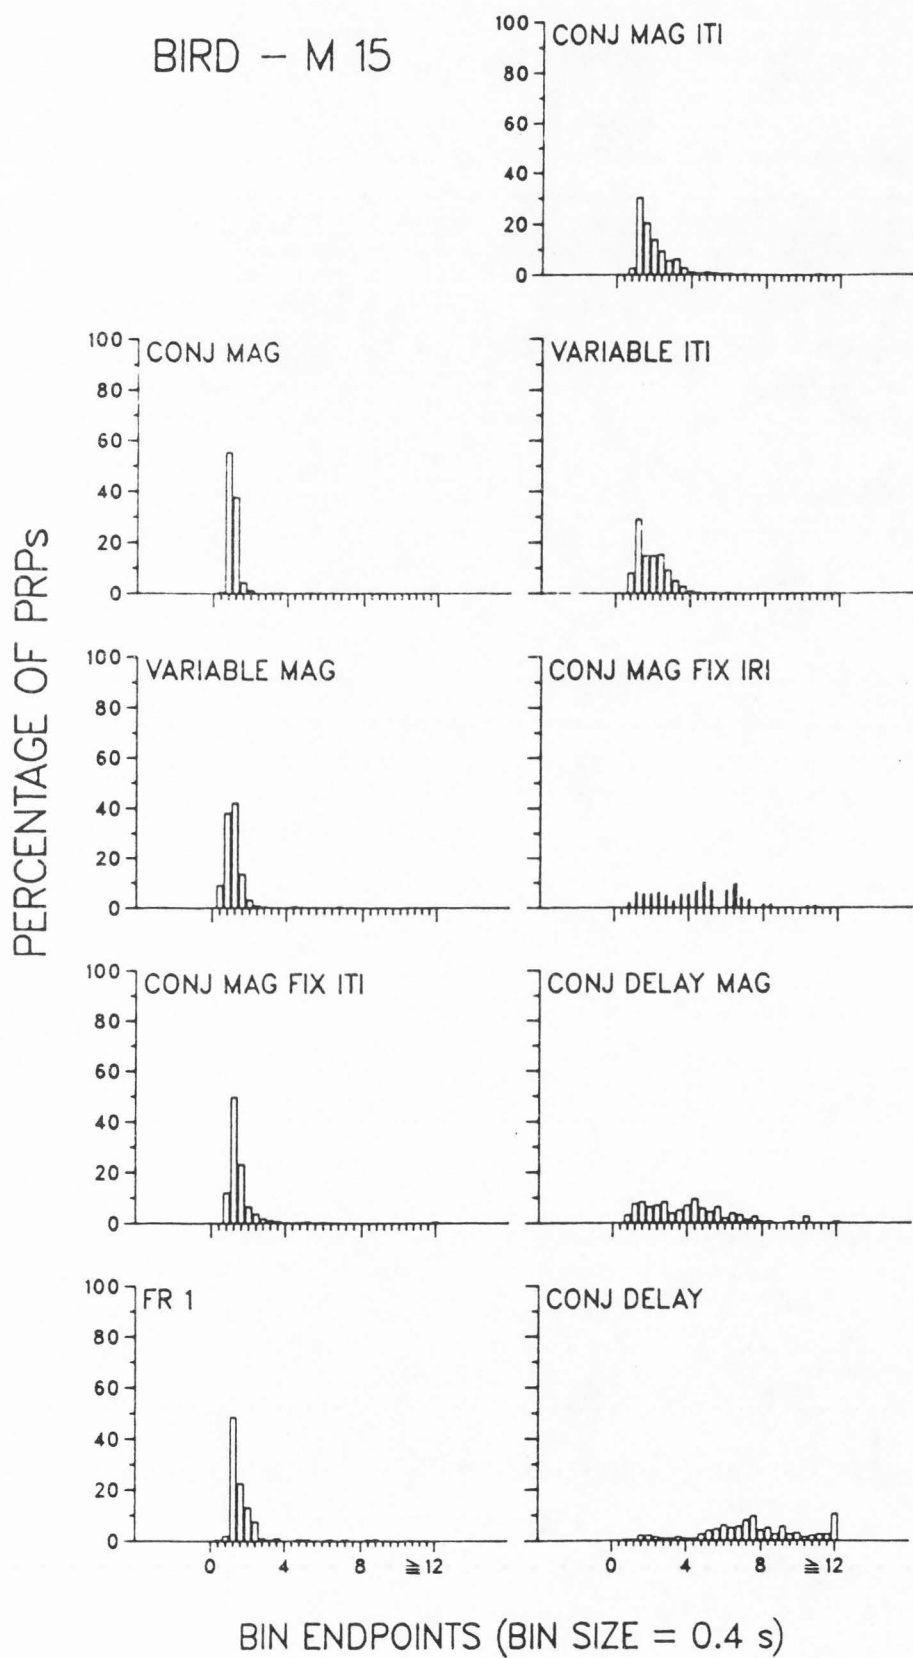 BIRD – M 15
CONJ MAG ITI
100
80
60
40
20
0
CONJ MAG
100
80
60
40
20
0
VARIABLE ITI
VARIABLE MAG
100
80
60
40
20
0
CONJ MAG FIX IRI
CONJ MAG FIX ITI
100
80
60
40
20
0
CONJ DELAY MAG
FR 1
100
80
60
40
20
0
CONJ DELAY
0 4 8 ≧12
0 4 8 ≧12
PERCENTAGE OF PRPs
BIN ENDPOINTS (BIN SIZE = 0.4 s)